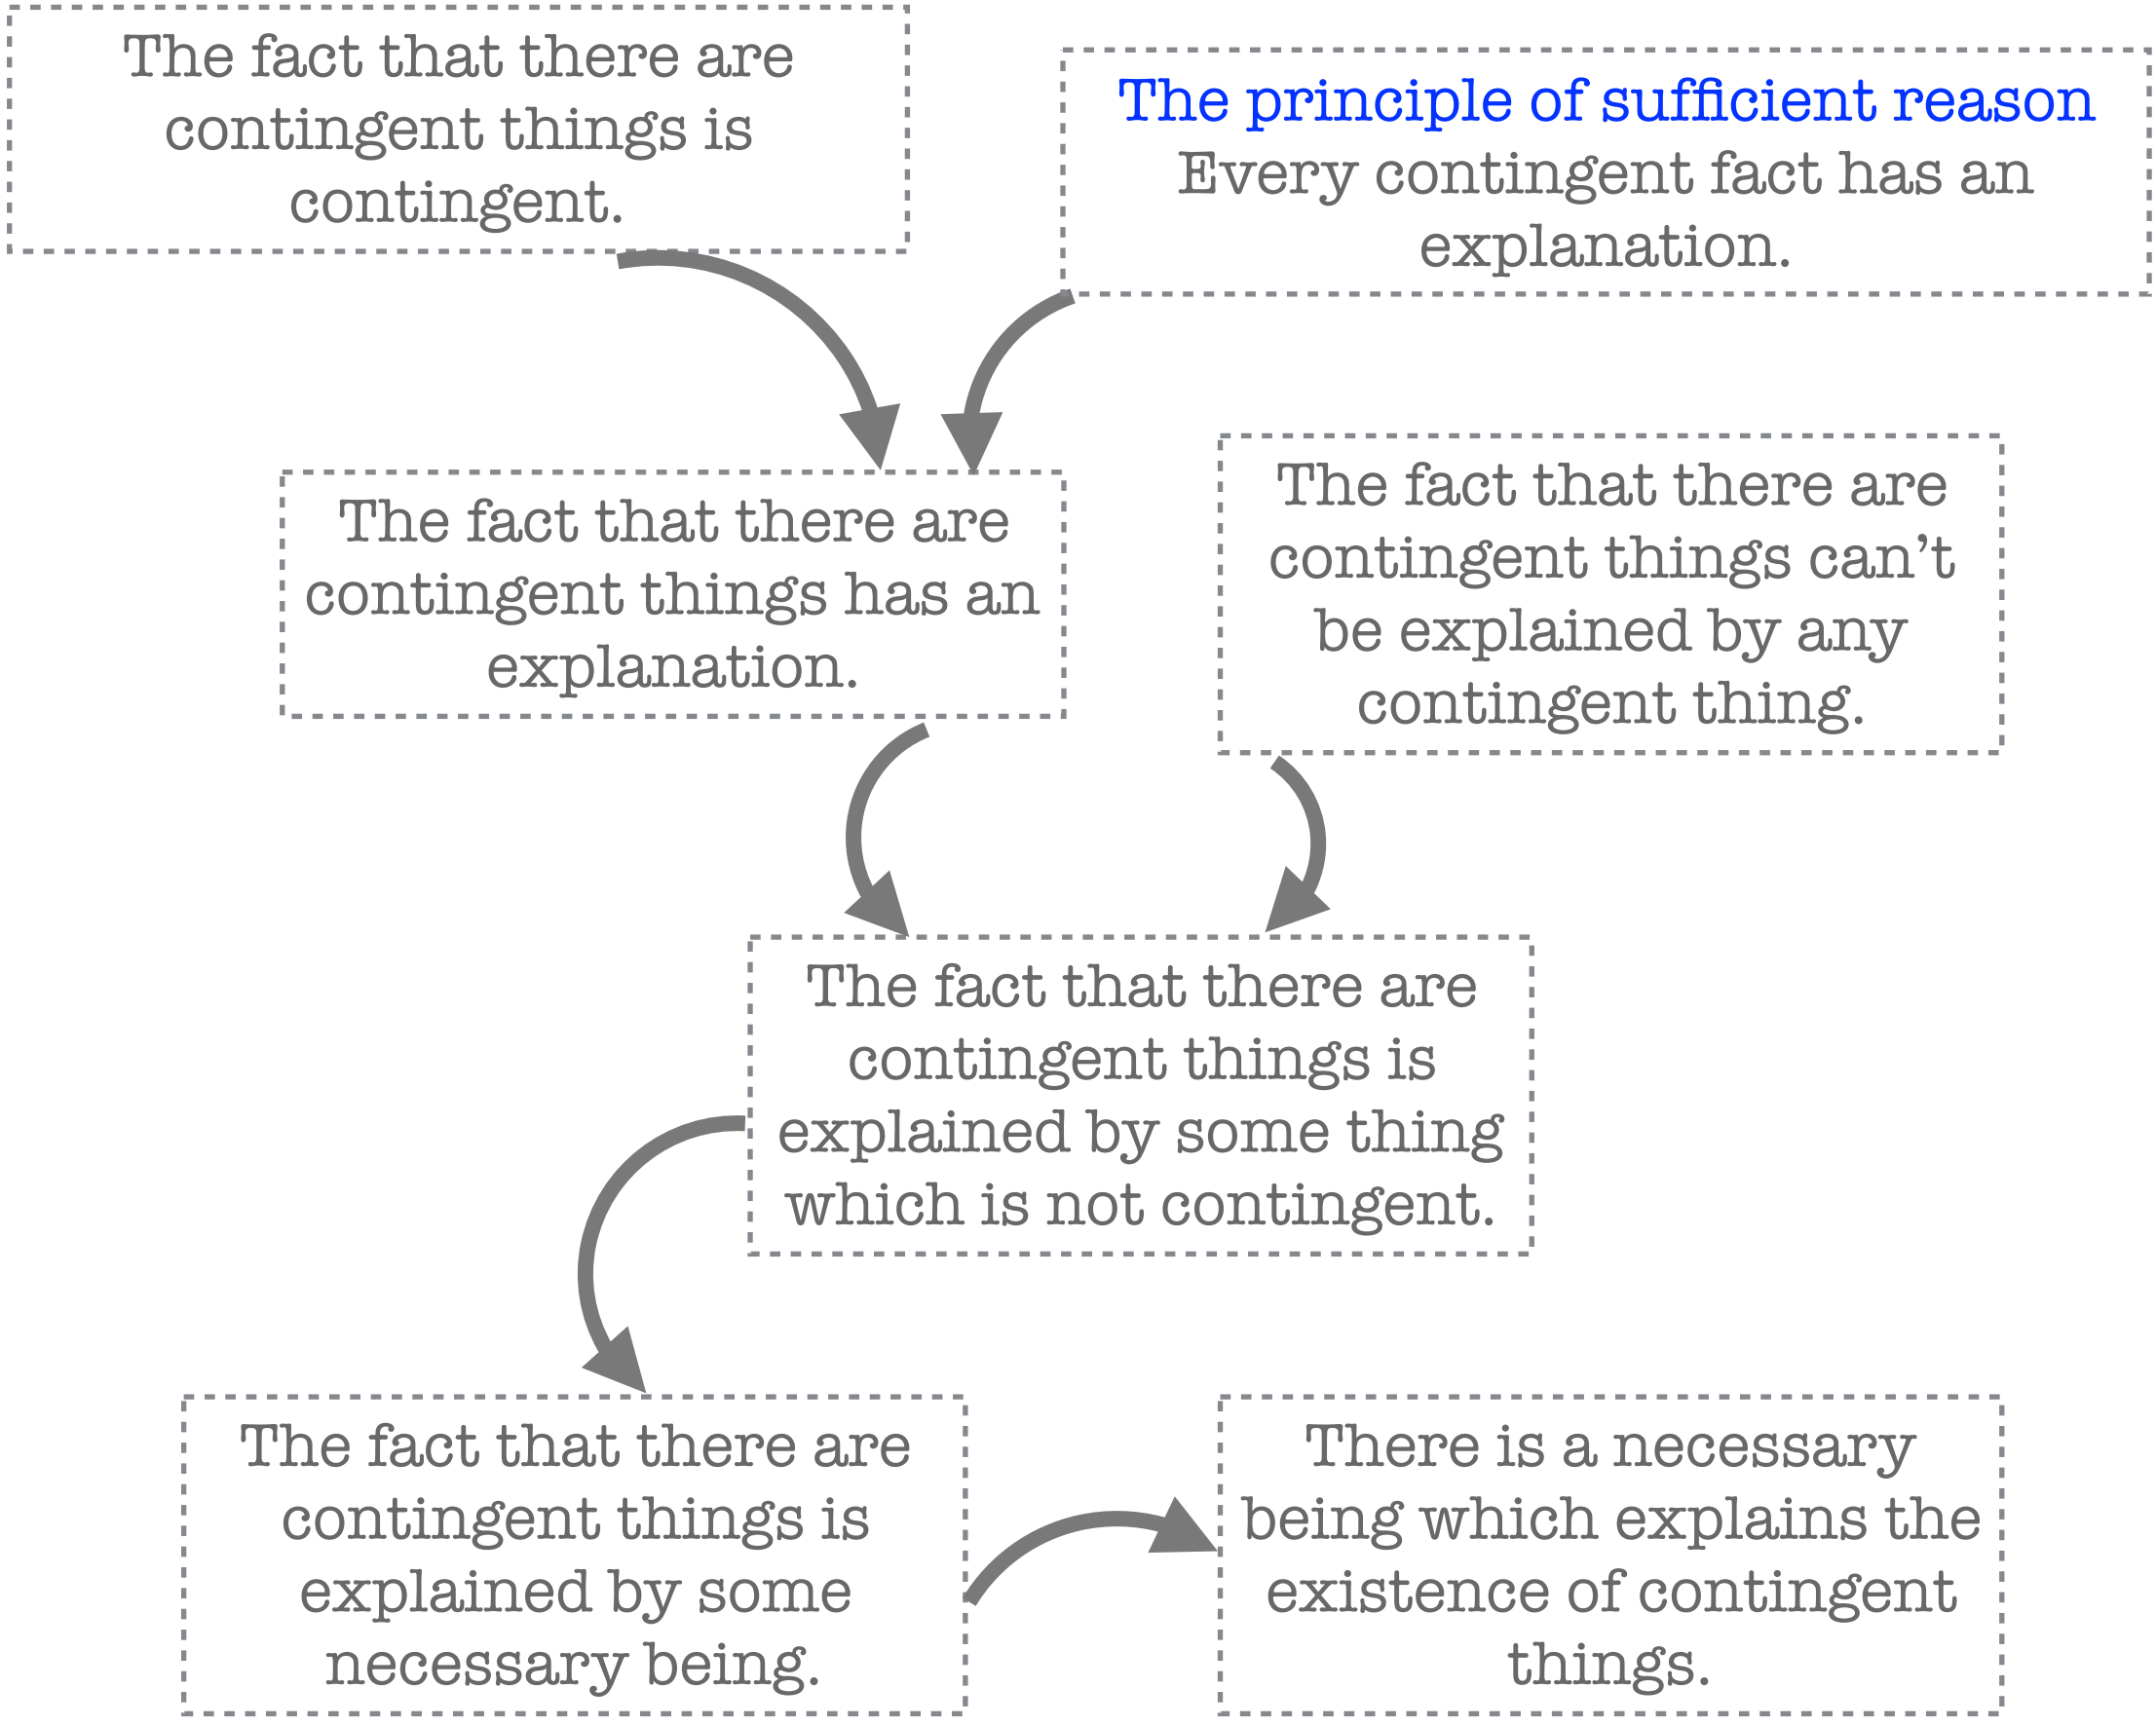 The fact that there are
contingent things is
contingent.
The principle of sufficient reason
Every contingent fact has an
explanation.
The fact that there are
contingent things has an
explanation.
The fact that there are
contingent things can’t
be explained by any
contingent thing.
The fact that there are
contingent things is
explained by some thing
which is not contingent.
The fact that there are
contingent things is
explained by some
necessary being.
There is a necessary
being which explains the
existence of contingent
things.